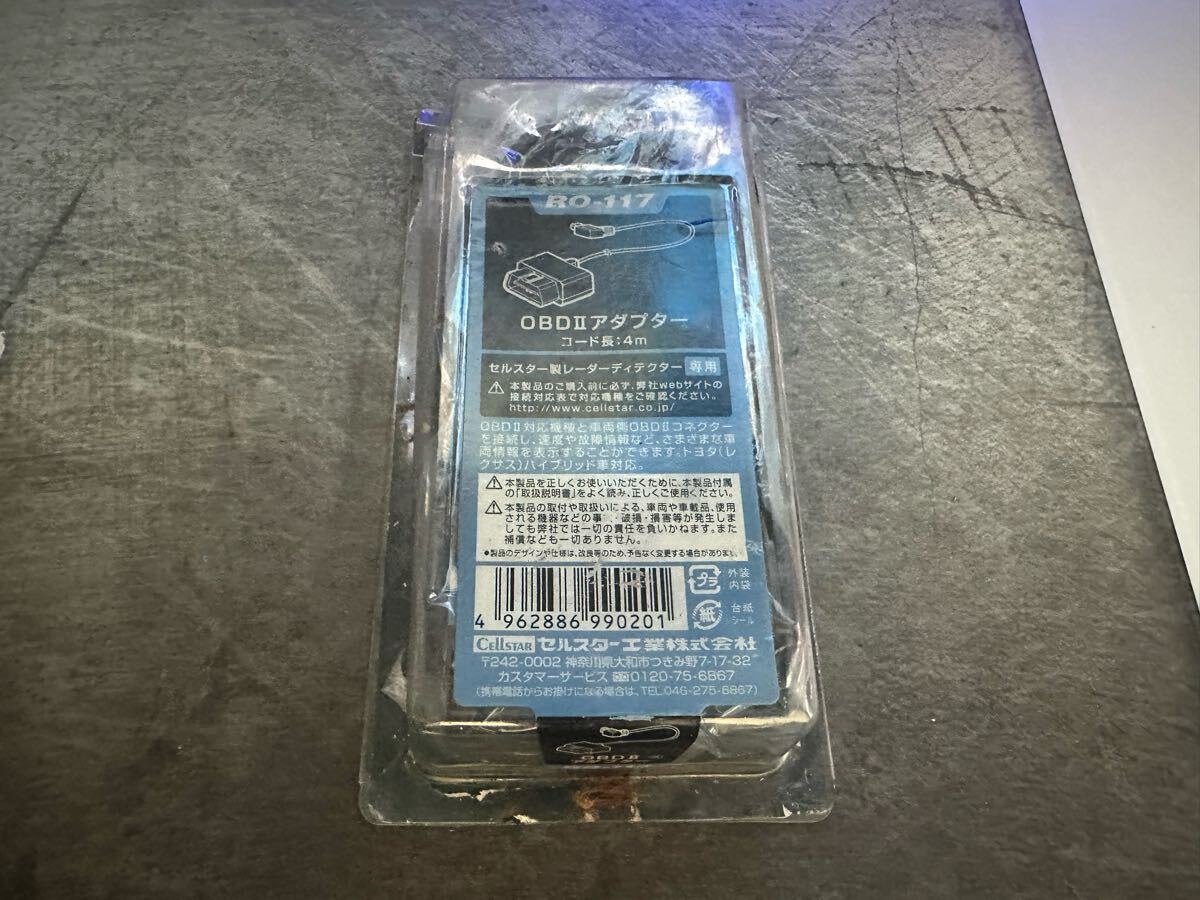 RO-117
OBDⅡアダプター
コード長:4m
セルスター製レーダーディテクター 専用
本製品のご購入前に必ず、弊社webサイトの
接続対応表で対応機種をご確認ください。
http://www.cellstar.co.jp/
OBDⅡ対応機種と車両側OBDⅡコネクター
を接続し、速度や故障情報など、さまざまな車
両情報を表示することができます。トヨタ(レ
クサス)ハイブリッド車対応。
本製品を正しくお使いいただくために、本製品付属
の「取扱説明書」をよく読み、正しくご使用ください。
本製品の取付や取扱いによる、車両や車載品、使用
される機器などの事 破損・損害等が発生しま
しても弊社では一切の責任を負いかねます。また
補償なども一切ありません。
●製品のデザインや仕様は、改良等のため、予告なく変更する場合があります。
プラ 外装
内袋
4 962886 990201
紙 台紙
シール
CELLSTAR セルスター工業株式会社
〒242-0002 神奈川県大和市つきみ野7-17-32
カスタマーサービス 0120-75-6867
(携帯電話からお掛けになる場合は、TEL.046-275-6867)
OBDⅡ